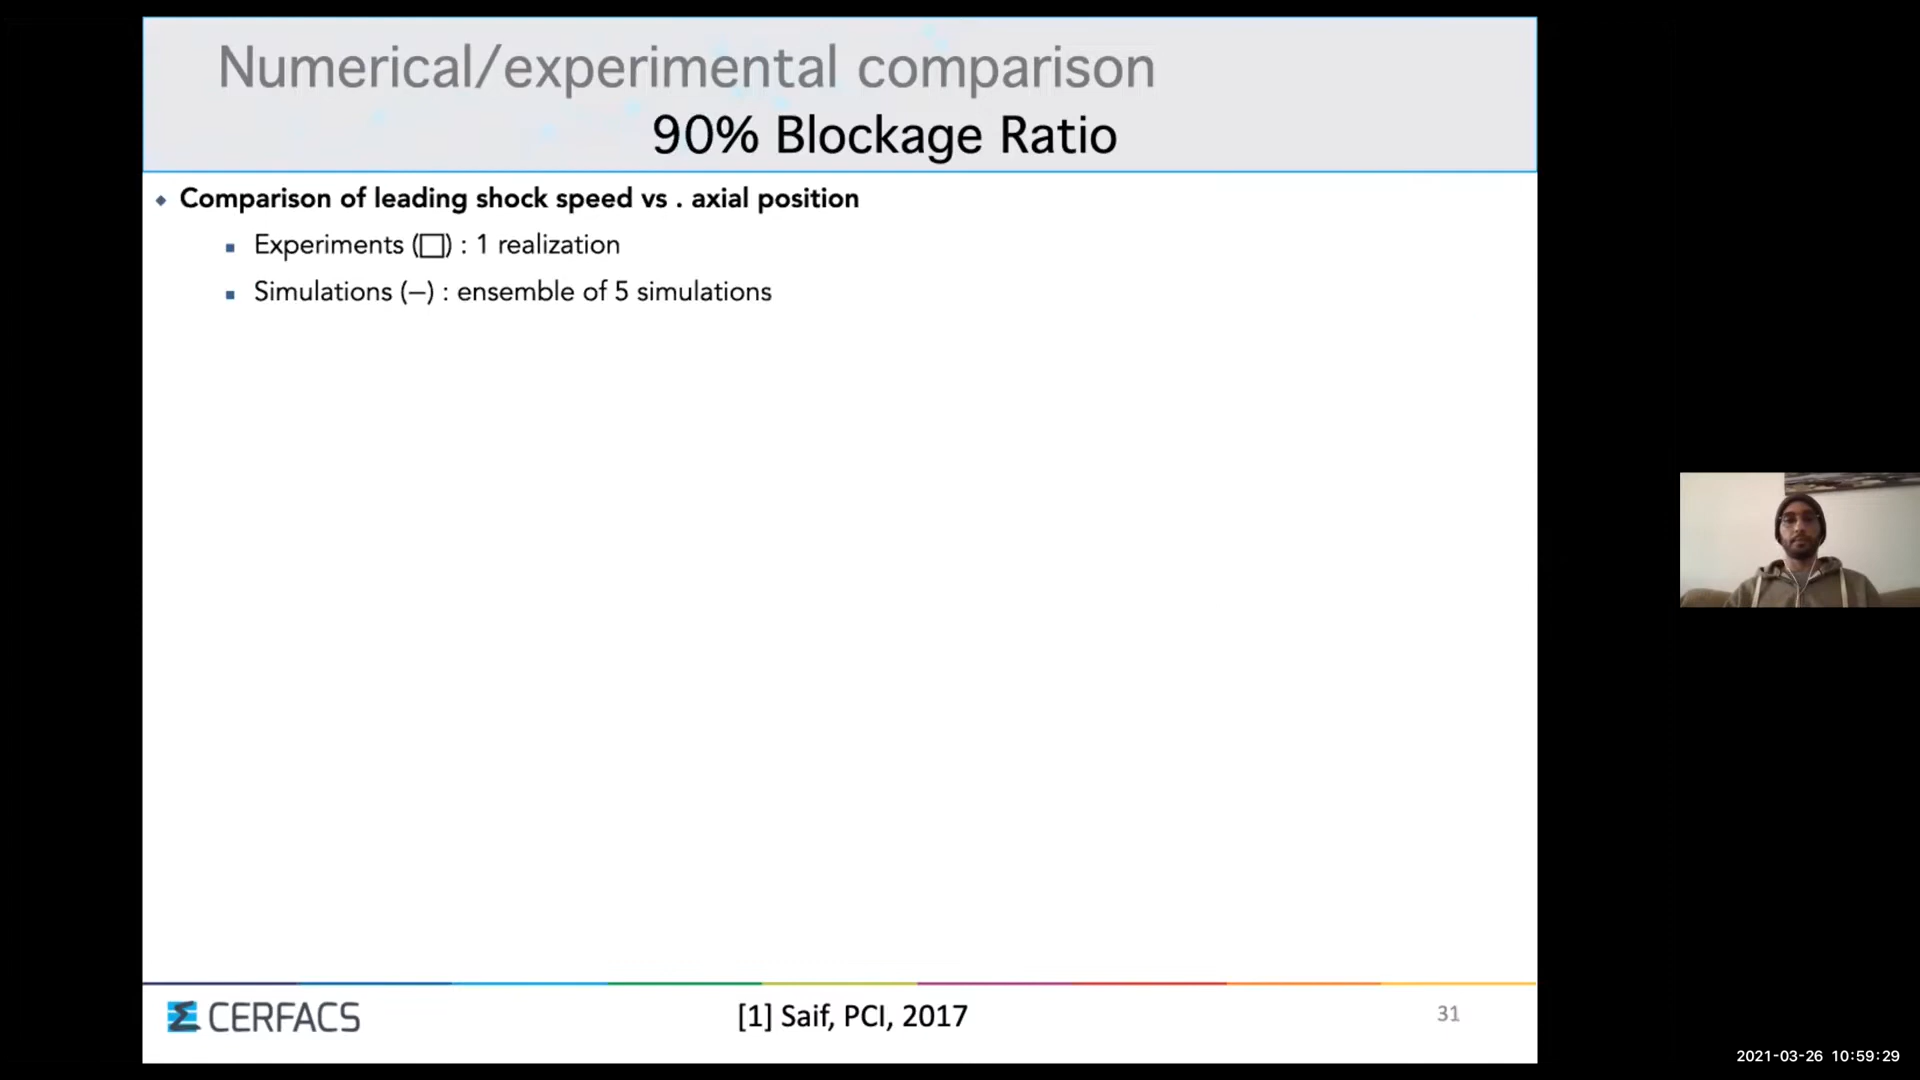 Numerical/experimental comparison
90% Blockage Ratio
Comparison of leading shock speed vs . axial position
Experiments (□) : 1 realization
Simulations (–) : ensemble of 5 simulations
CERFACS
[1] Saif, PCI, 2017
31
2021-03-26 10:59:29